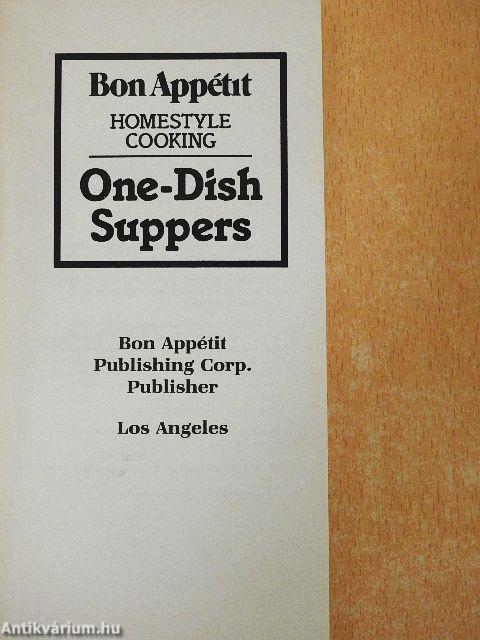 Bon Appétit
HOMESTYLE
COOKING
One-Dish
Suppers
Bon Appétit
Publishing Corp.
Publisher
Los Angeles
Antikvárium.hu